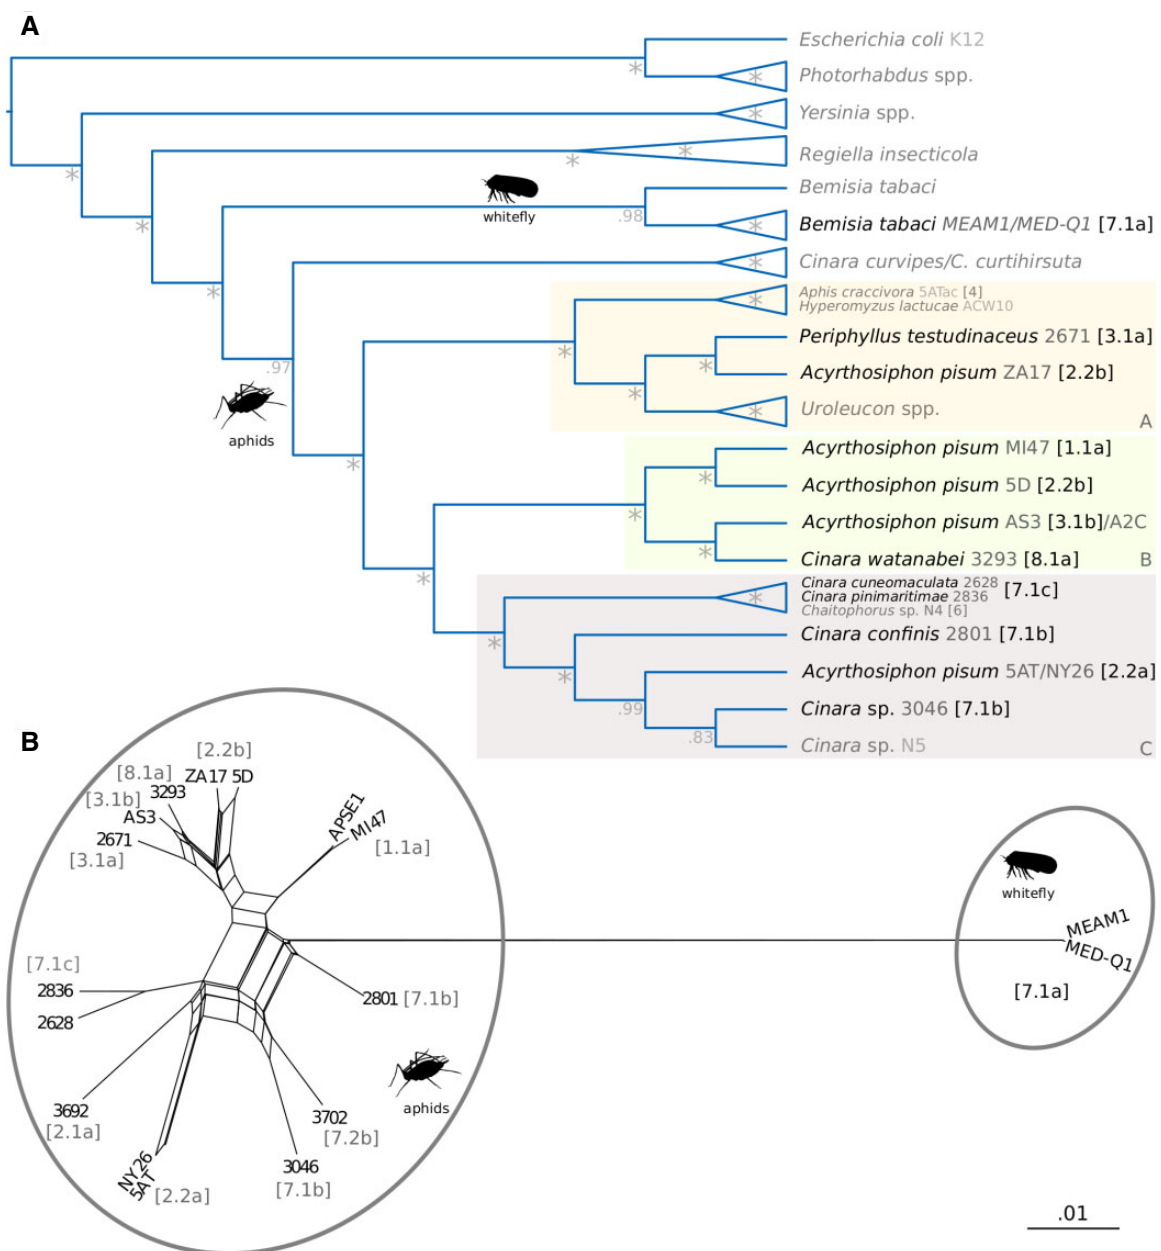 A
Escherichia coli K12
*
*
Photorhabdus spp.
*
Yersinia spp.
*
*
*
Regiella insecticola
whitefly
Bemisia tabaci
*
.98
*
Bemisia tabaci MEAM1/MED-Q1 [7.1a]
*
Cinara curvipes/C. curtihirsuta
*
Aphis craccivora 5ATac [4]
*
Hyperomyzus lactucae ACW10
Periphyllus testudinaceus 2671 [3.1a]
*
.97
*
Acyrthosiphon pisum ZA17 [2.2b]
*
*
Uroleucon spp.
A
aphids
Acyrthosiphon pisum MI47 [1.1a]
*
*
Acyrthosiphon pisum 5D [2.2b]
*
Acyrthosiphon pisum AS3 [3.1b]/A2C
*
Cinara watanabei 3293 [8.1a]
B
*
Cinara cuneomaculata 2628
Cinara pinimaritimae 2836
[7.1c]
*
Chaitophorus sp. N4 [6]
Cinara confinis 2801 [7.1b]
*
Acyrthosiphon pisum 5AT/NY26 [2.2a]
*
.99
Cinara sp. 3046 [7.1b]
.83
Cinara sp. N5
C
B
[2.2b]
[8.1a]
ZA17 5D
[3.1b]
3293
AS3
APSE1
MI47
2671
[1.1a]
[3.1a]
whitefly
MEAM1
MED-Q1
[7.1a]
[7.1c]
2836
2801 [7.1b]
2628
3692
[2.1a]
aphids
3702
[7.2b]
NY26
5AT
[2.2a]
3046
[7.1b]
.01